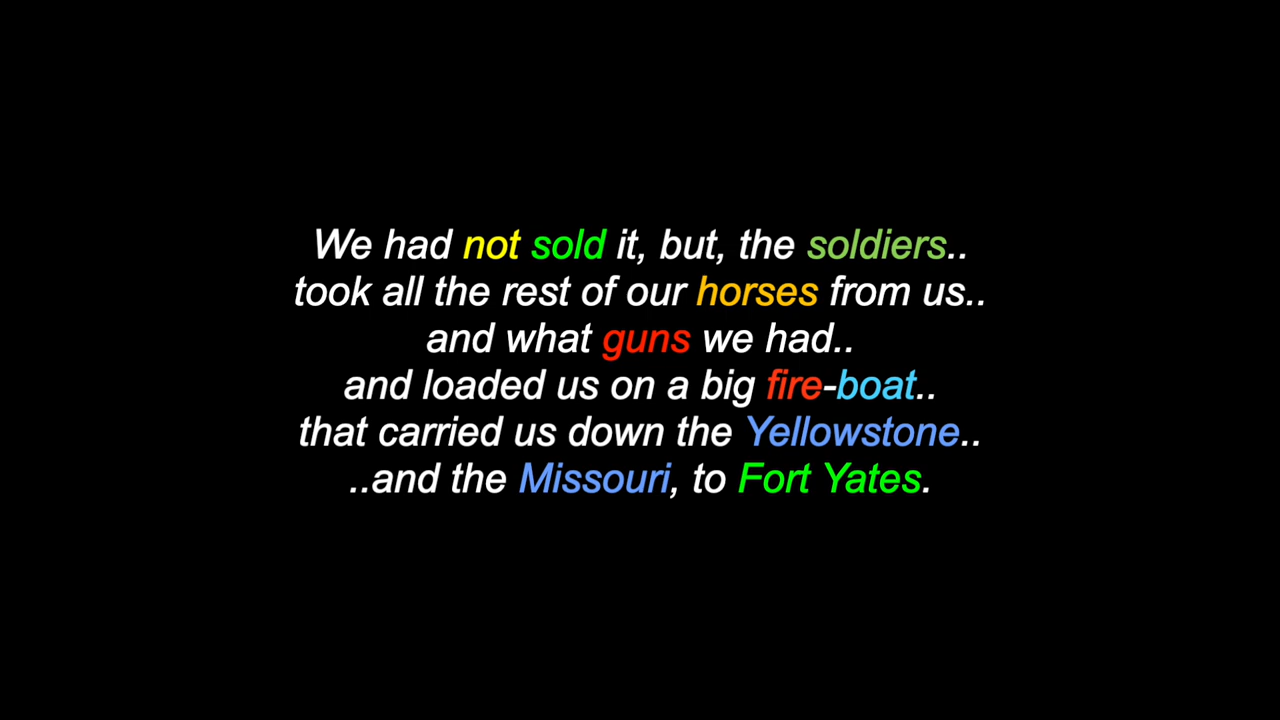 We had not sold it, but, the soldiers..
took all the rest of our horses from us..
and what guns we had..
and loaded us on a big fire-boat..
that carried us down the Yellowstone..
..and the Missouri, to Fort Yates.